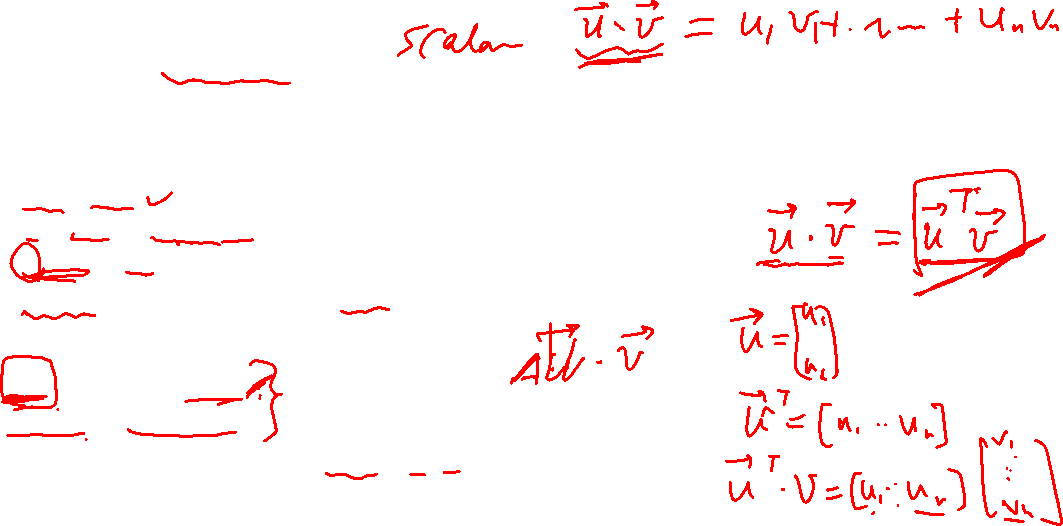 scalar u⃗·v⃗ = u₁v₁+...+uₙvₙ
u⃗·v⃗ = u⃗ᵀv⃗
u⃗ = [u₁ uₙ]
Au⃗·v⃗
u⃗ᵀ = [u₁··uₙ]
u⃗ᵀ·v = (u₁··uₙ) [v₁ : vₙ]